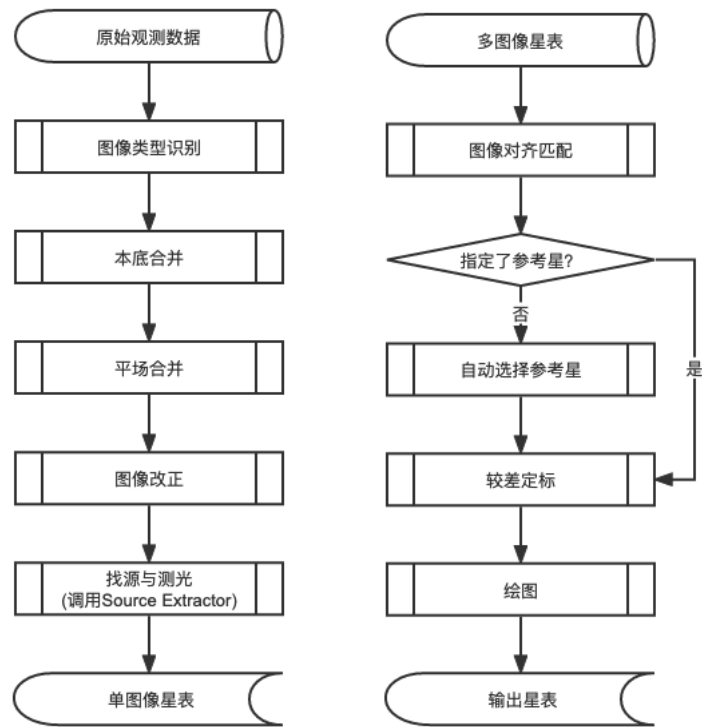 原始观测数据
图像类型识别
本底合并
平场合并
图像改正
找源与测光
(调用Source Extractor)
单图像星表
多图像星表
图像对齐匹配
指定了参考星?
否
是
自动选择参考星
较差定标
绘图
输出星表